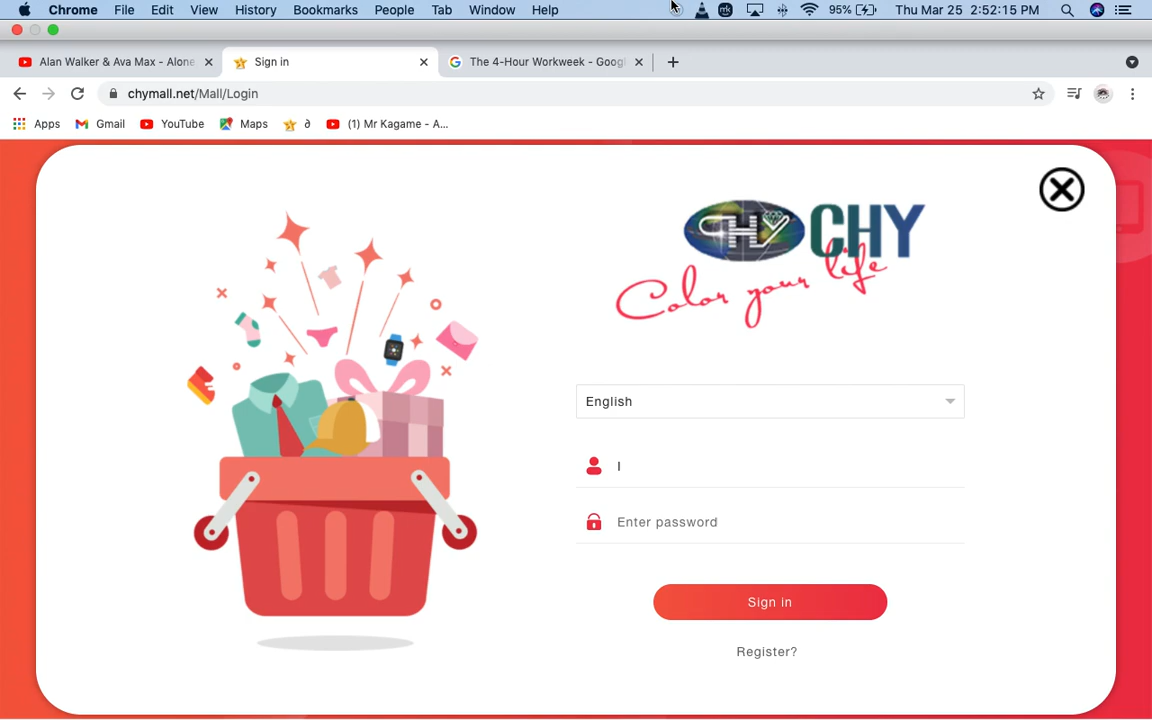 Chrome File Edit View History Bookmarks People Tab Window Help 95% Thu Mar 25 2:52:15 PM
Alan Walker & Ava Max - Alone, Sign in The 4-Hour Workweek - Googl
chymall.net/Mall/Login
Apps Gmail YouTube Maps ∂ (1) Mr Kagame - A...
CHY CHY
Color your life
English
I
Enter password
Sign in
Register?